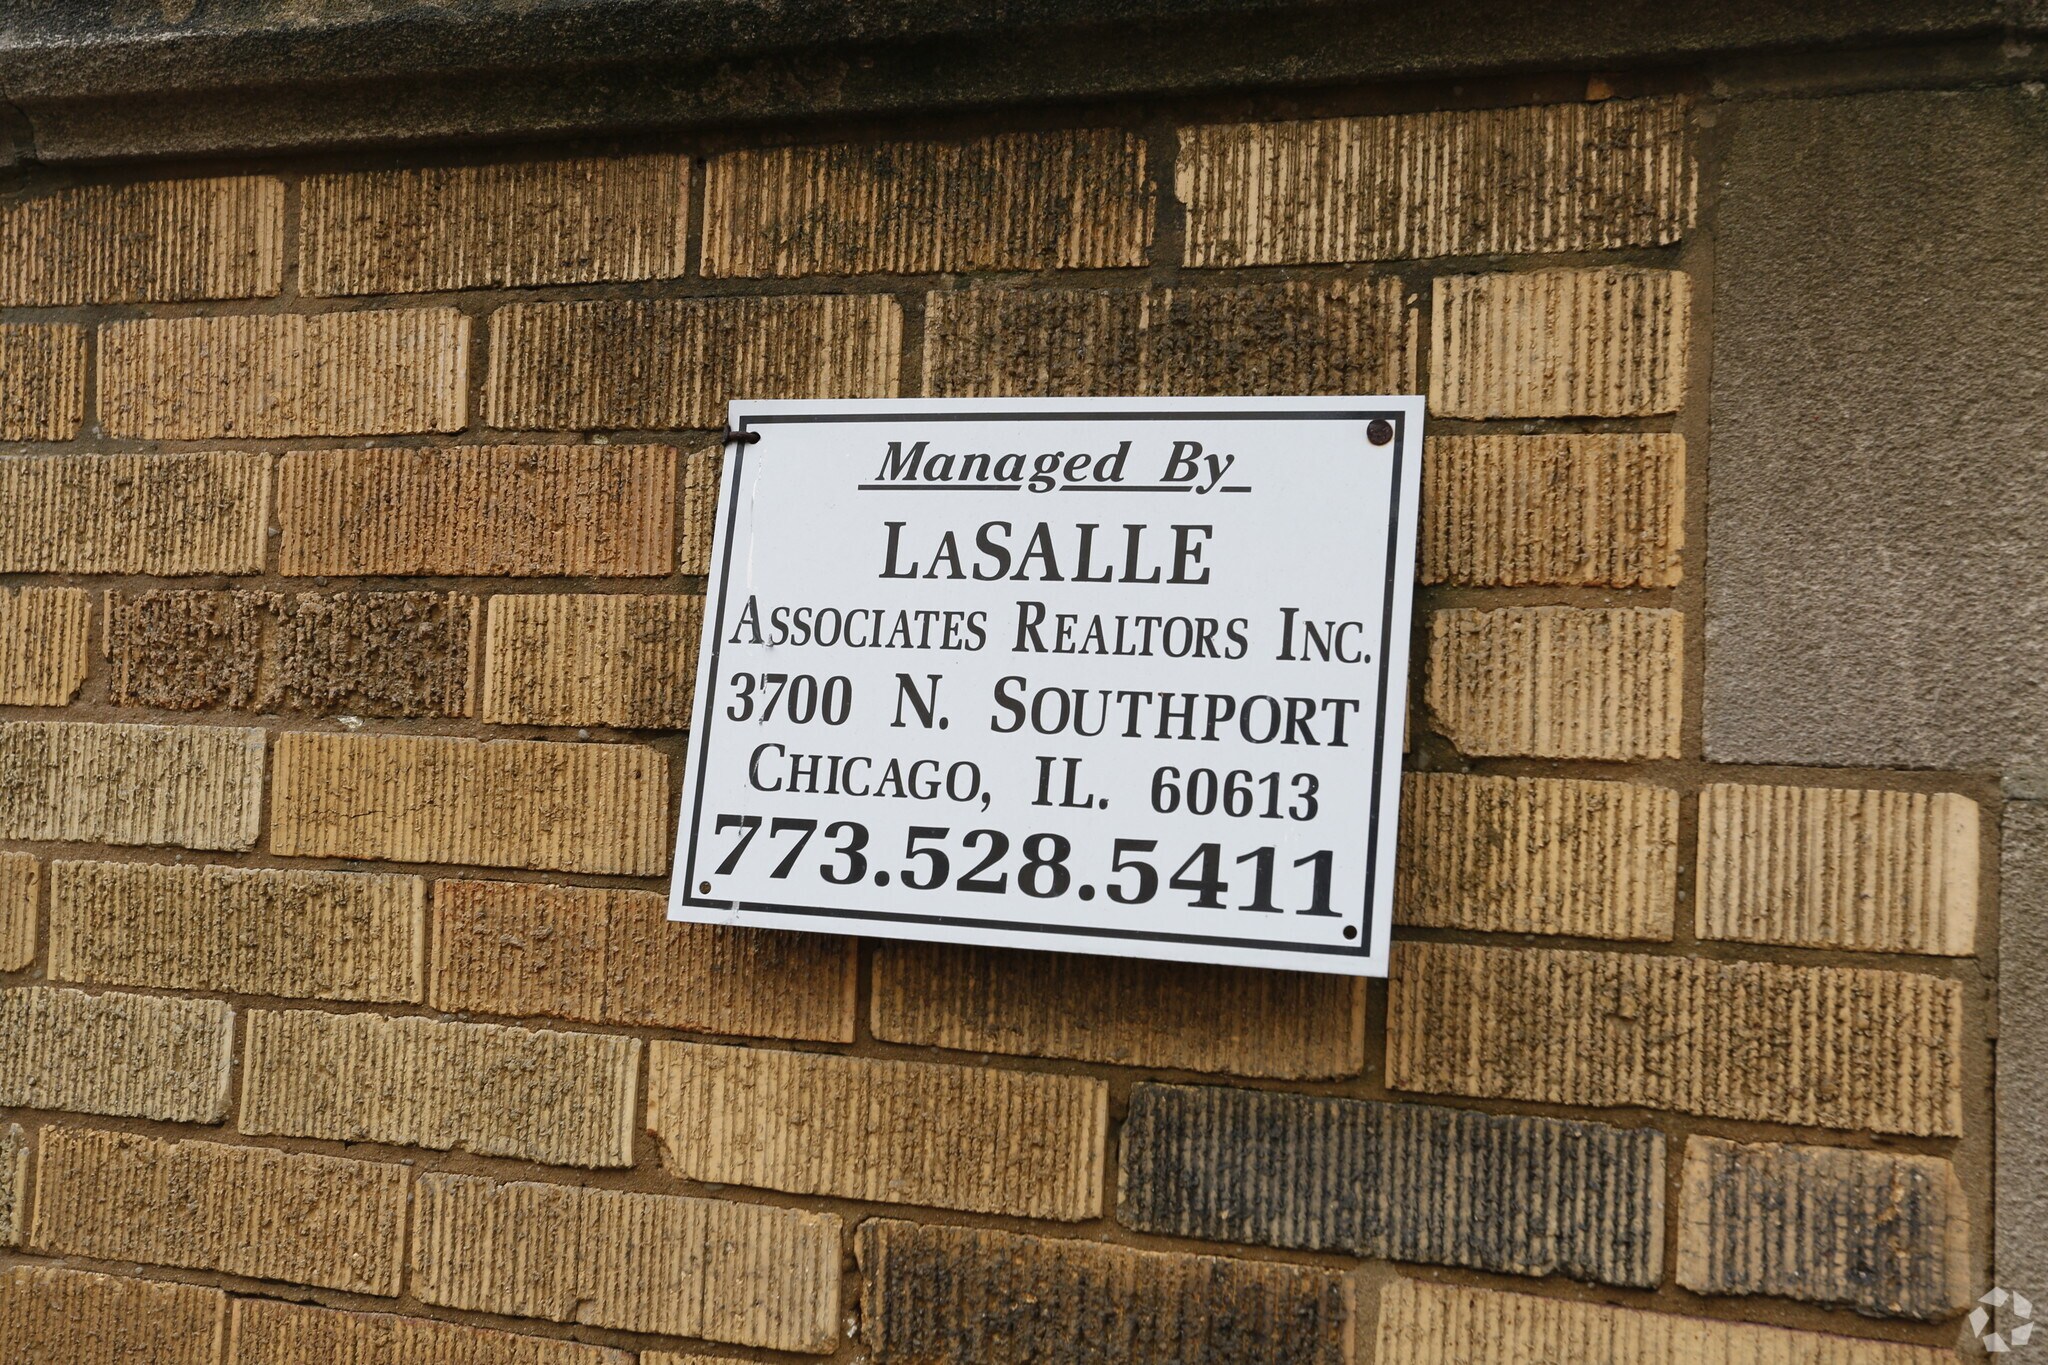 Managed By
LaSALLE
ASSOCIATES REALTORS INC.
3700 N. SOUTHPORT
CHICAGO, IL. 60613
773.528.5411